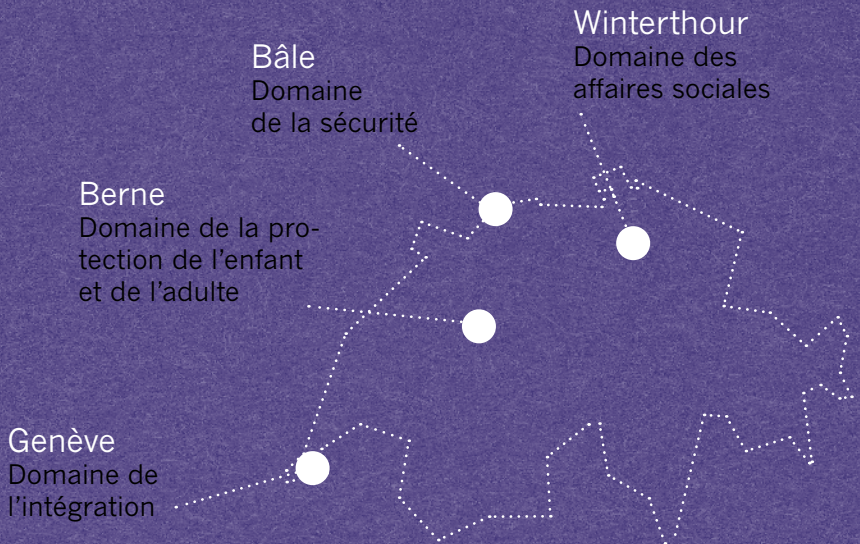 Winterthour
Domaine des
affaires sociales
Bâle
Domaine
de la sécurité
Berne
Domaine de la pro-
tection de l’enfant
et de l’adulte
Genève
Domaine de
l’intégration